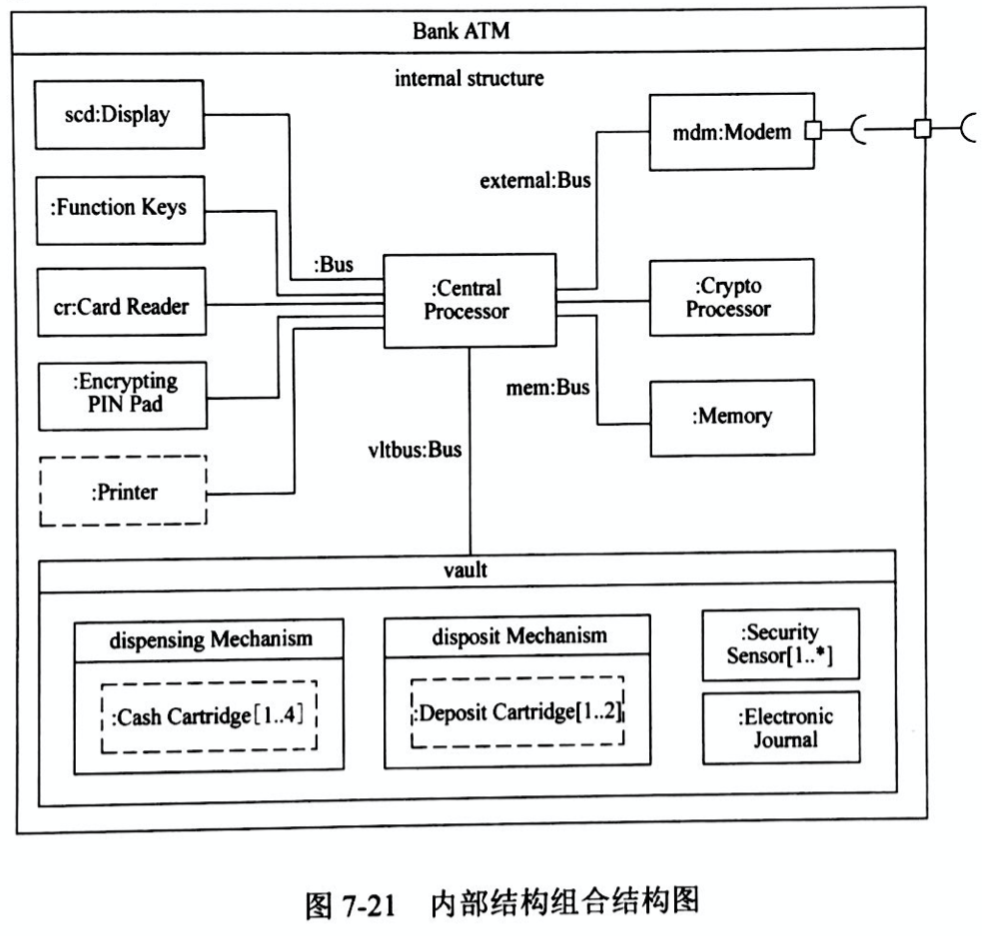 Bank ATM
internal structure
scd:Display
:Function Keys
cr:Card Reader
:Encrypting
PIN Pad
:Printer
:Bus
:Central
Processor
external:Bus
mdm:Modem
:Crypto
Processor
mem:Bus
:Memory
vltbus:Bus
vault
dispensing Mechanism
:Cash Cartridge[1..4]
disposit Mechanism
:Deposit Cartridge[1..2]
:Security
Sensor[1..*]
:Electronic
Journal
图 7-21 内部结构组合结构图